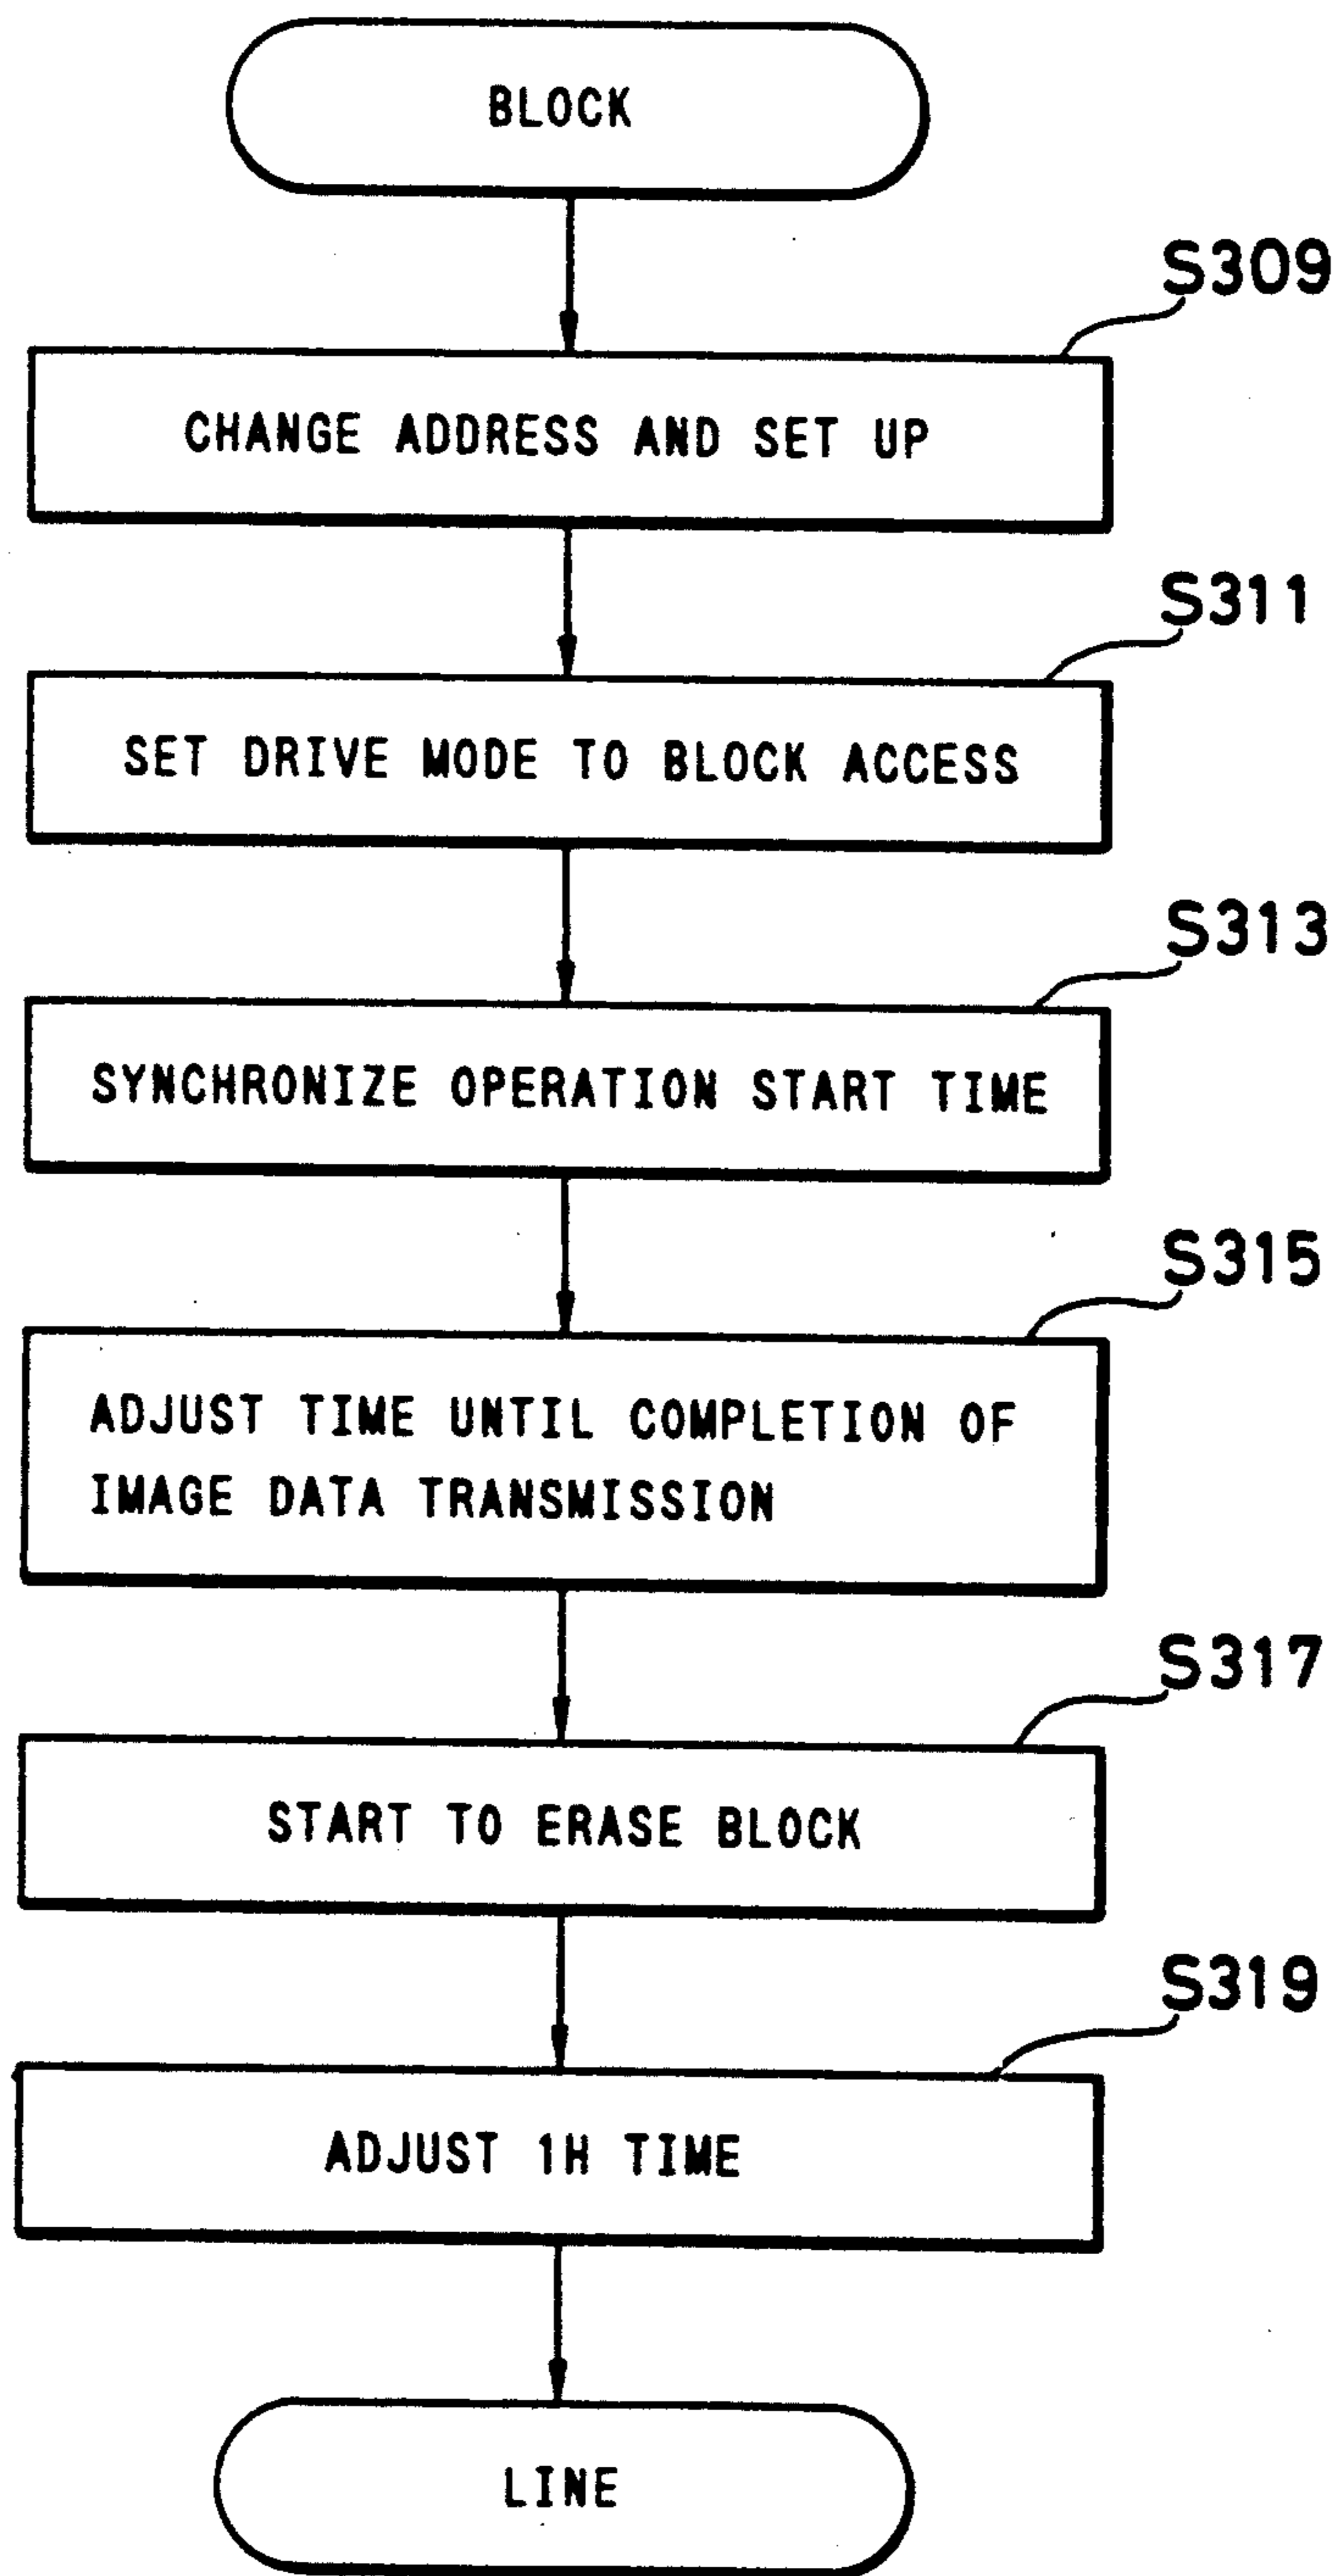 BLOCK
S309
CHANGE ADDRESS AND SET UP
S311
SET DRIVE MODE TO BLOCK ACCESS
S313
SYNCHRONIZE OPERATION START TIME
S315
ADJUST TIME UNTIL COMPLETION OF
IMAGE DATA TRANSMISSION
S317
START TO ERASE BLOCK
S319
ADJUST 1H TIME
LINE